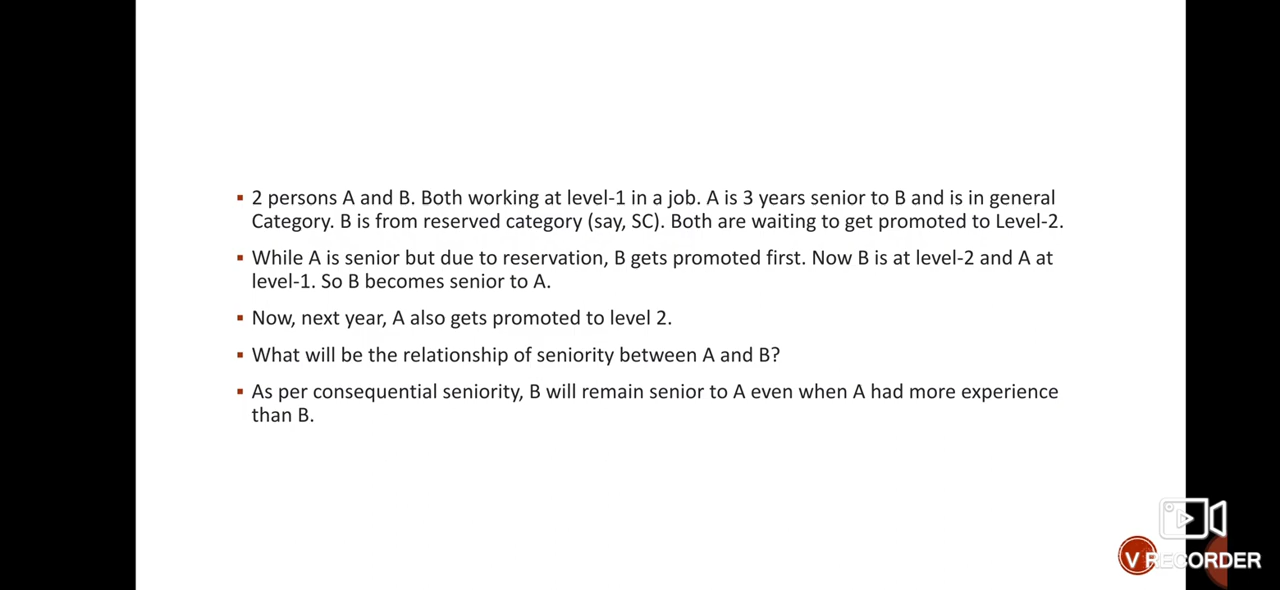 ▪ 2 persons A and B. Both working at level-1 in a job. A is 3 years senior to B and is in general
Category. B is from reserved category (say, SC). Both are waiting to get promoted to Level-2.
▪ While A is senior but due to reservation, B gets promoted first. Now B is at level-2 and A at
level-1. So B becomes senior to A.
▪ Now, next year, A also gets promoted to level 2.
▪ What will be the relationship of seniority between A and B?
▪ As per consequential seniority, B will remain senior to A even when A had more experience
than B.
V RECORDER